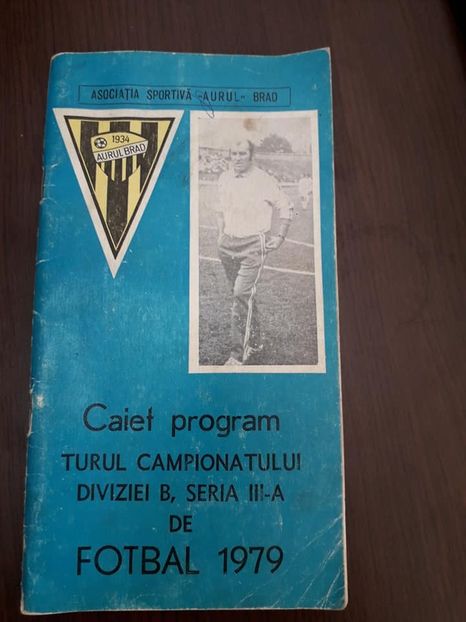 ASOCIAȚIA SPORTIVĂ „AURUL” BRAD
1934
AURUL BRAD
Caiet program
TURUL CAMPIONATULUI
DIVIZIEI B, SERIA III-A
DE
FOTBAL 1979